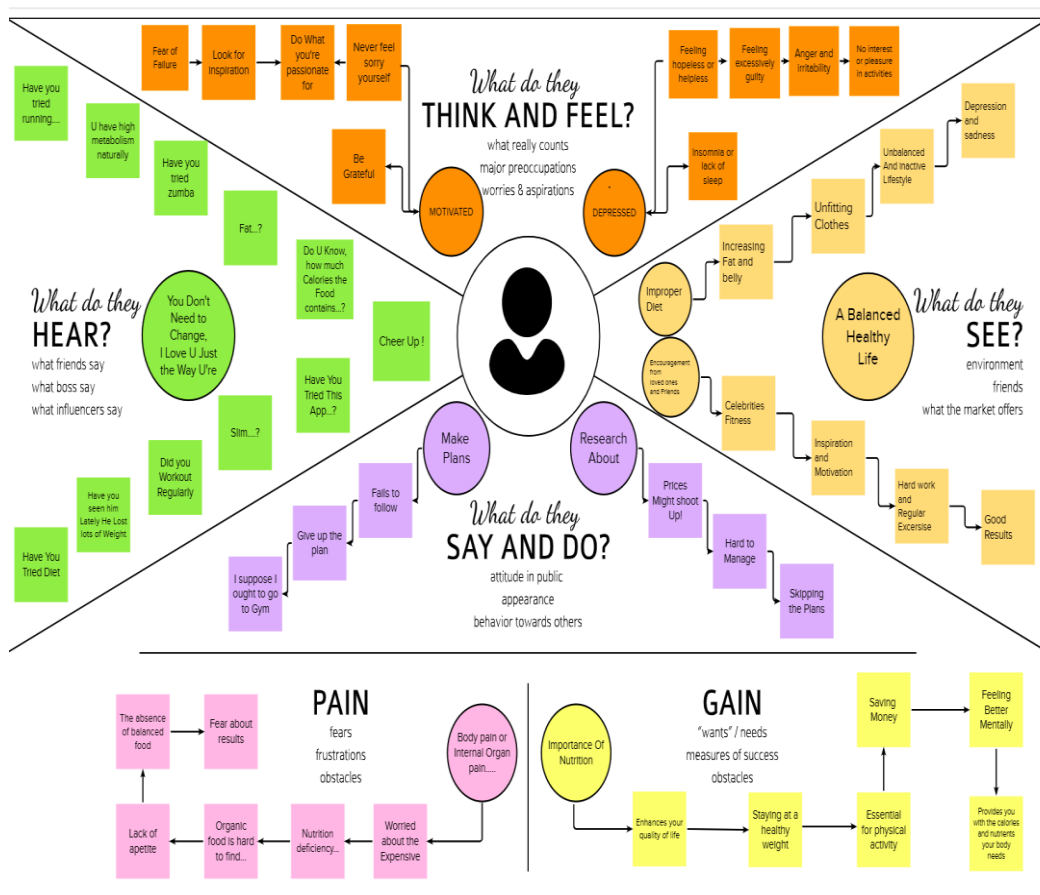 Fear of
Failure
Look for
inspiration
Do What
you're
passionate
for
Never feel
sorry
yourself
What do they
THINK AND FEEL?
what really counts
major preoccupations
worries & aspirations
Be
Grateful
MOTIVATED
Feeling
hopeless or
helpless
Feeling
excessively
guilty
Anger and
irritability
No interest
or pleasure
in activities
Insomnia or
lack of
sleep
DEPRESSED
Have you
tried
running....
U have high
metabolism
naturally
Have you
tried
zumba
Fat...?
Do U Know,
how much
Calories the
Food
contains...?
Cheer Up !
What do they
HEAR?
what friends say
what boss say
what influencers say
You Don't
Need to
Change,
I Love U Just
the Way U're
Have You
Tried This
App...?
Slim....?
Did you
Workout
Regularly
Have you
seen him
Lately He Lost
lots of Weight
Have You
Tried Diet
Depression
and
sadness
Unbalanced
And Inactive
Lifestyle
Unfitting
Clothes
Increasing
Fat and
belly
Improper
Diet
A Balanced
Healthy
Life
What do they
SEE?
environment
friends
what the market offers
Encouragement
from
loved ones
and Friends
Celebrities
Fitness
Inspiration
and
Motivation
Hard work
and
Regular
Excersise
Good
Results
Make
Plans
Fails to
follow
Give up the
plan
I suppose I
ought to go
to Gym
What do they
SAY AND DO?
attitude in public
appearance
behavior towards others
Research
About
Prices
Might shoot
Up!
Hard to
Manage
Skipping
the Plans
PAIN
fears
frustrations
obstacles
Body pain or
Internal Organ
pain.....
Worried
about the
Expensive
Nutrition
deficiency...
Organic
food is hard
to find...
Lack of
apetite
The absence
of balanced
food
Fear about
results
GAIN
"wants" / needs
measures of success
obstacles
Importance Of
Nutrition
Enhances your
quality of life
Staying at a
healthy
weight
Essential
for physical
activity
Saving
Money
Feeling
Better
Mentally
Provides you
with the calories
and nutrients
your body
needs